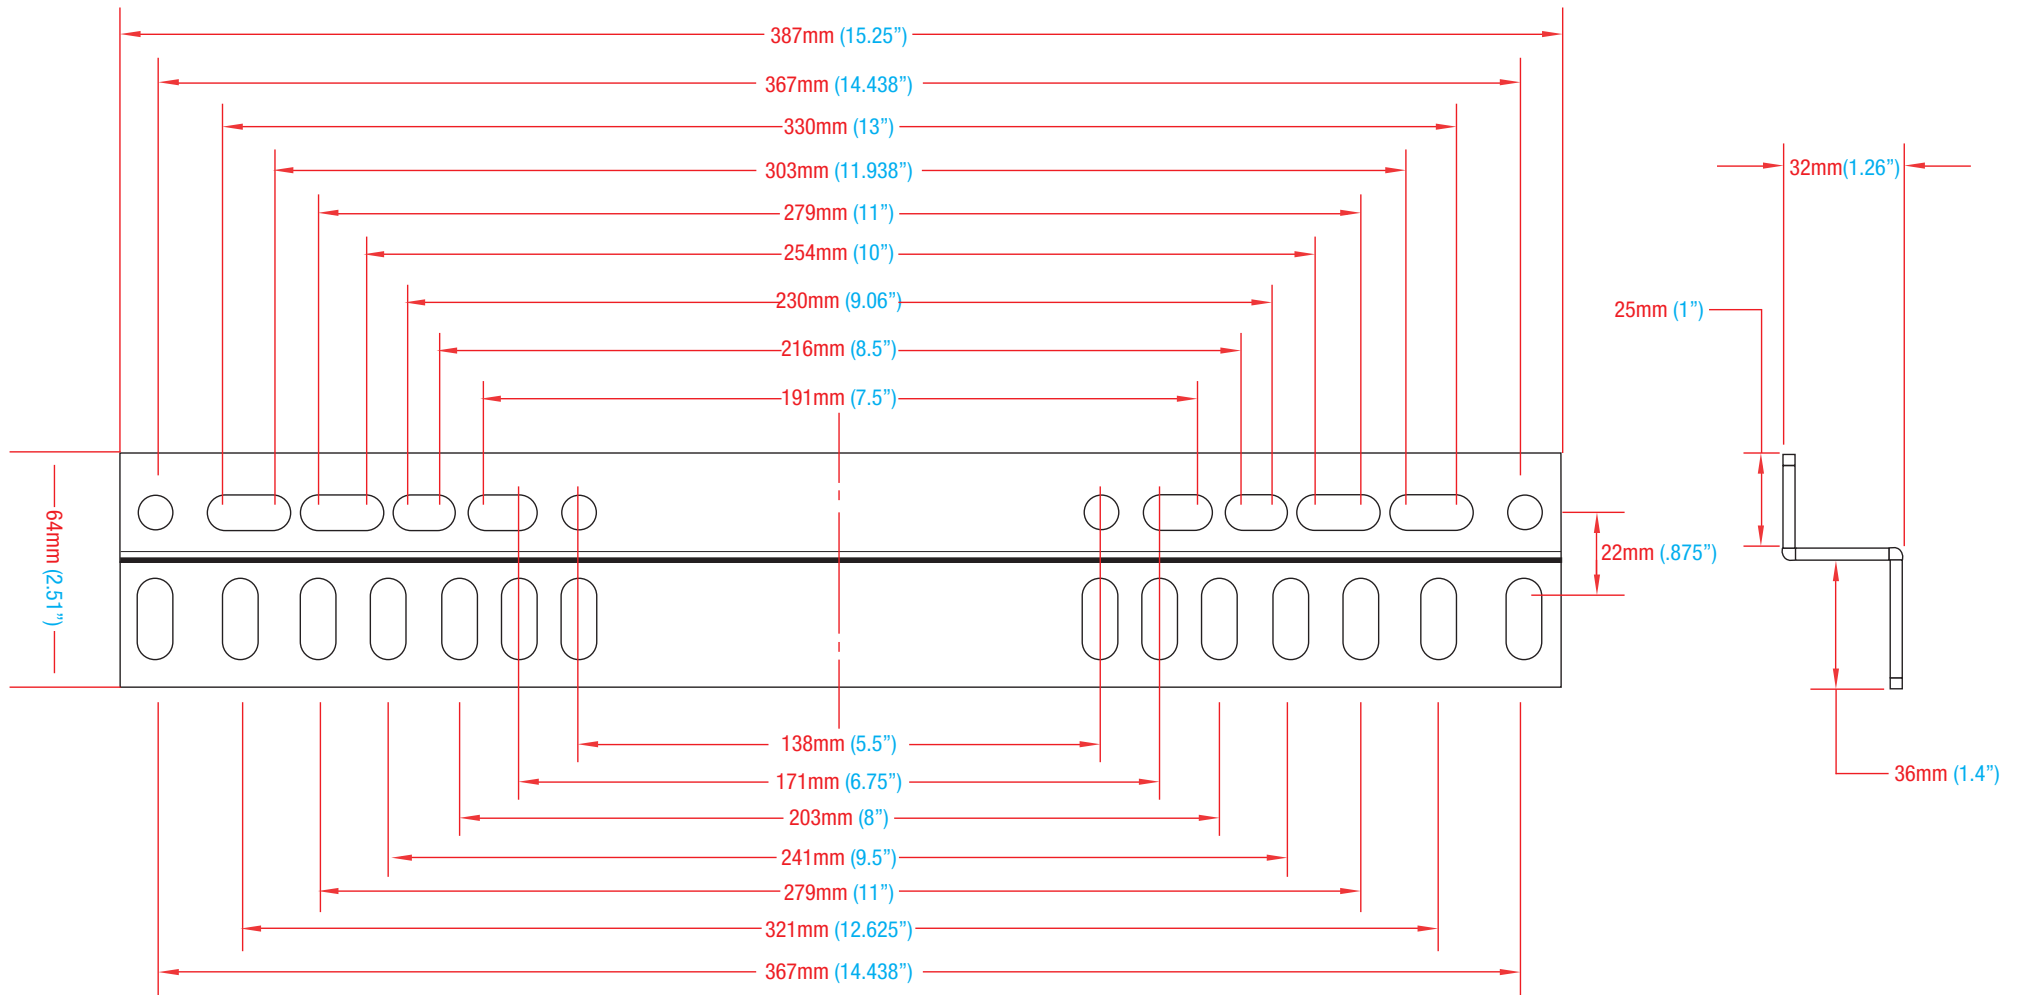 387mm (15.25”)
367mm (14.438”)
330mm (13”)
303mm (11.938”)
32mm(1.26”)
279mm (11”)
254mm (10”)
230mm (9.06”)
25mm (1”)
216mm (8.5”)
191mm (7.5”)
64mm (2.51”)
22mm (.875”)
138mm (5.5”)
36mm (1.4”)
171mm (6.75”)
203mm (8”)
241mm (9.5”)
279mm (11”)
321mm (12.625”)
367mm (14.438”)